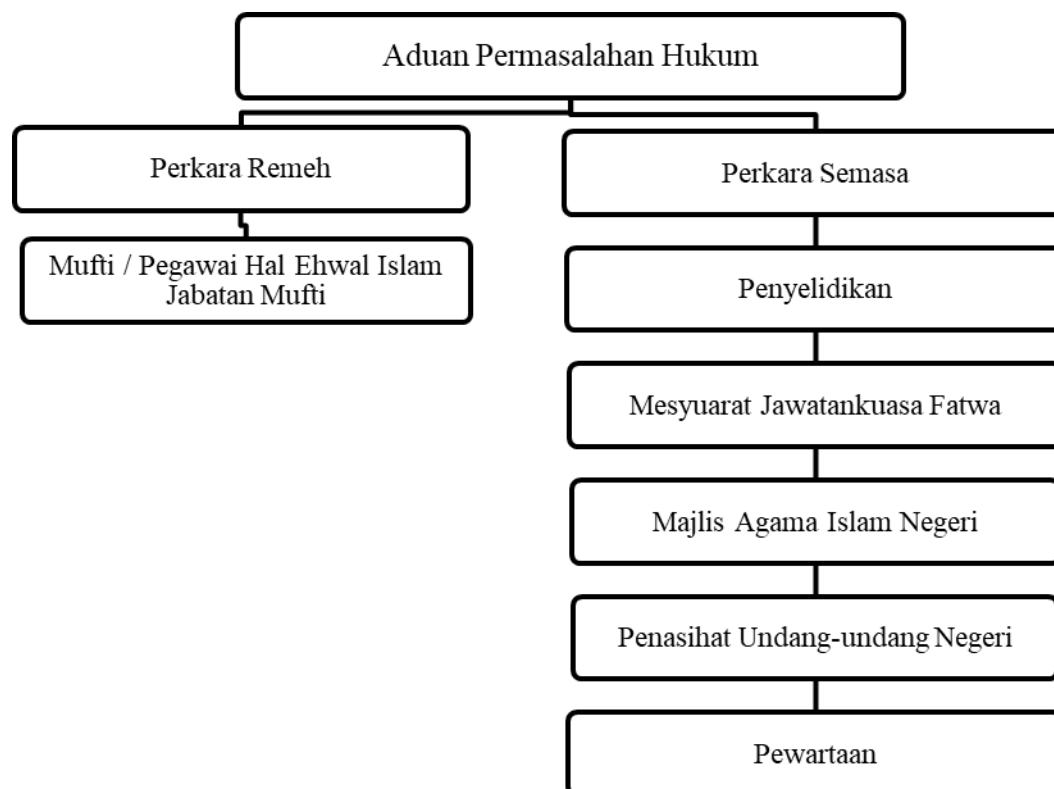 Aduan Permasalahan Hukum
Perkara Remeh
Mufti / Pegawai Hal Ehwal Islam
Jabatan Mufti
Perkara Semasa
Penyelidikan
Mesyuarat Jawatankuasa Fatwa
Majlis Agama Islam Negeri
Penasihat Undang-undang Negeri
Pewartaan